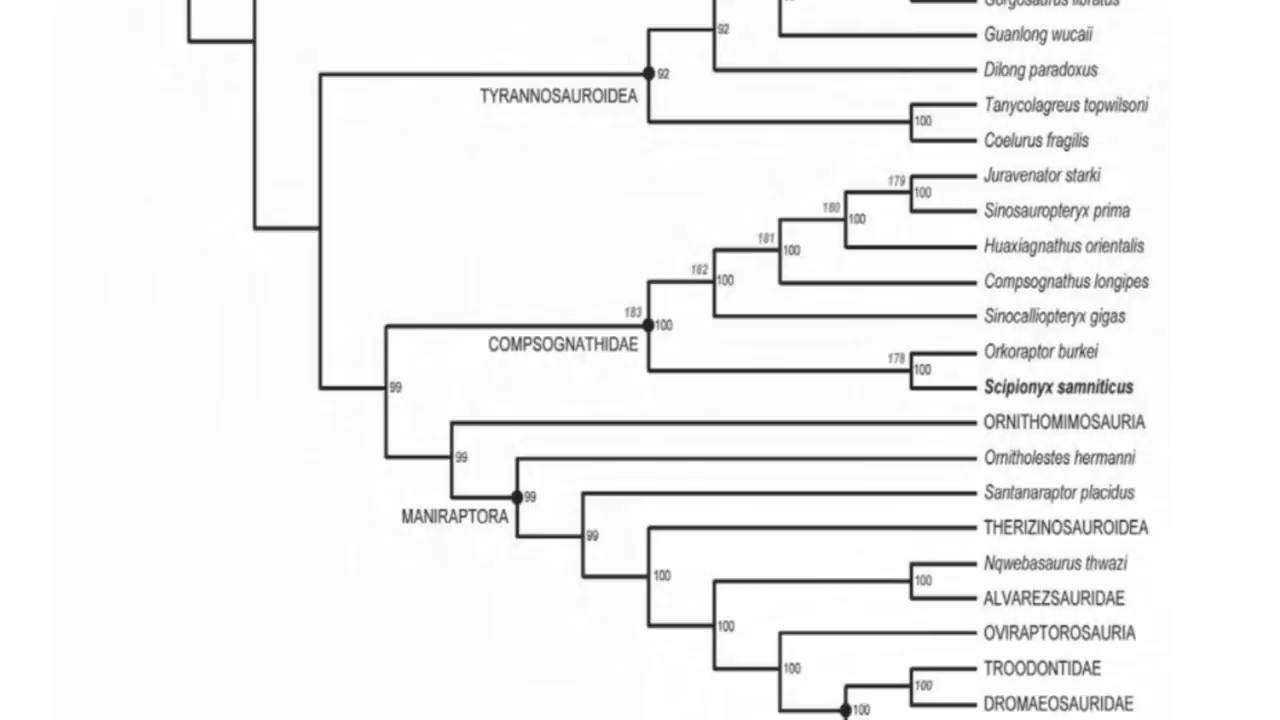 Gorgosaurus libratus
92
Guanlong wucaii
92
Dilong paradoxus
TYRANNOSAUROIDEA
Tanycolagreus topwilsoni
100
Coelurus fragilis
179
Juravenator starki
100
180
Sinosauropteryx prima
100
181
Huaxiagnathus orientalis
100
182
Compsognathus longipes
100
183
Sinocalliopteryx gigas
100
COMPSOGNATHIDAE
178
Orkoraptor burkei
100
99
Scipionyx samniticus
ORNITHOMIMOSAURIA
99
Ornitholestes hermanni
99
Santanaraptor placidus
MANIRAPTORA
THERIZINOSAUROIDEA
99
Nqwebasaurus thwazi
100
100
ALVAREZSAURIDAE
100
OVIRAPTOROSAURIA
100
TROODONTIDAE
100
DROMAEOSAURIDAE
100